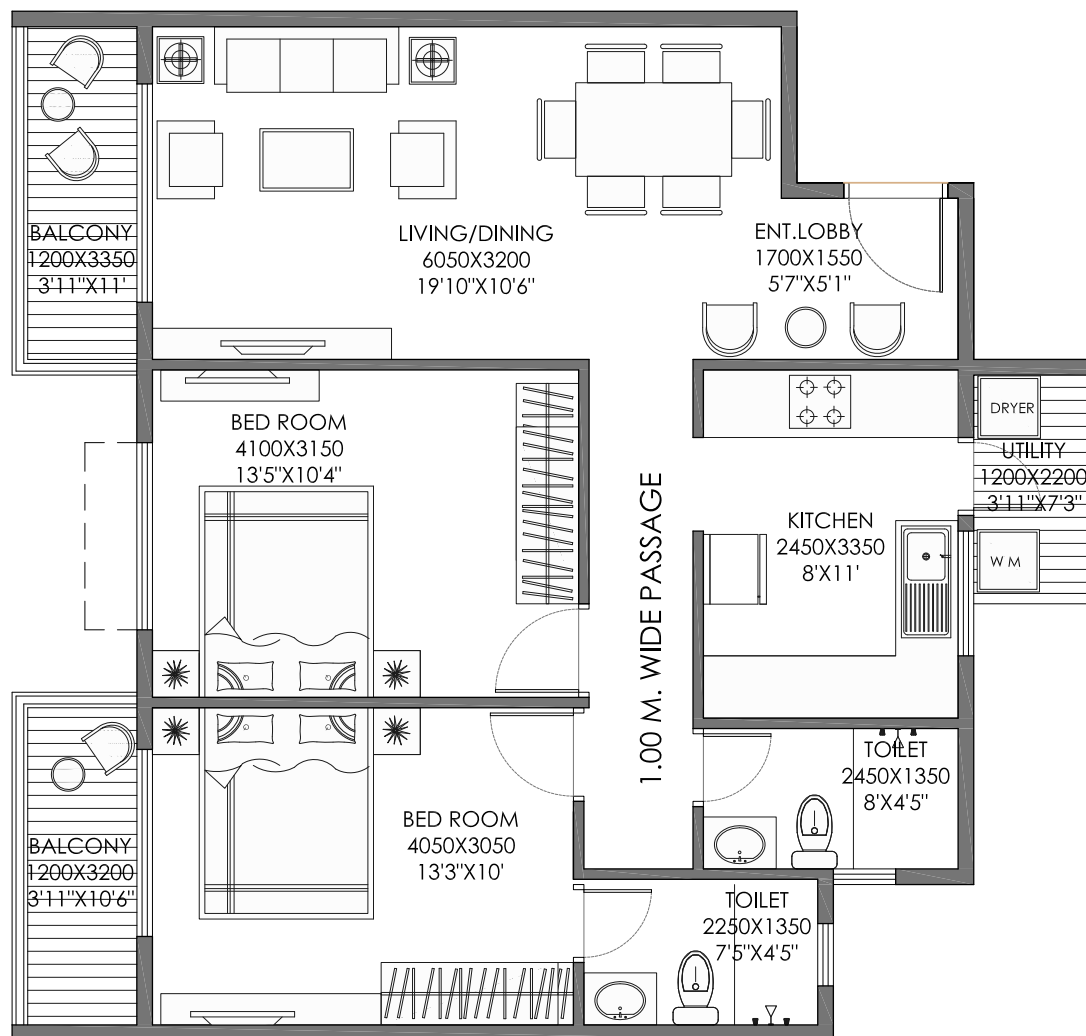 BALCONY
1200X3350
3'11"X11'
LIVING/DINING
6050X3200
19'10"X10'6"
ENT.LOBBY
1700X1550
5'7"X5'1"
BED ROOM
4100X3150
13'5"X10'4"
DRYER
UTILITY
1200X2200
3'11"X7'3"
W M
KITCHEN
2450X3350
8'X11'
1.00 M. WIDE PASSAGE
TOILET
2450X1350
8'X4'5"
BED ROOM
4050X3050
13'3"X10'
BALCONY
1200X3200
3'11"X10'6"
TOILET
2250X1350
7'5"X4'5"